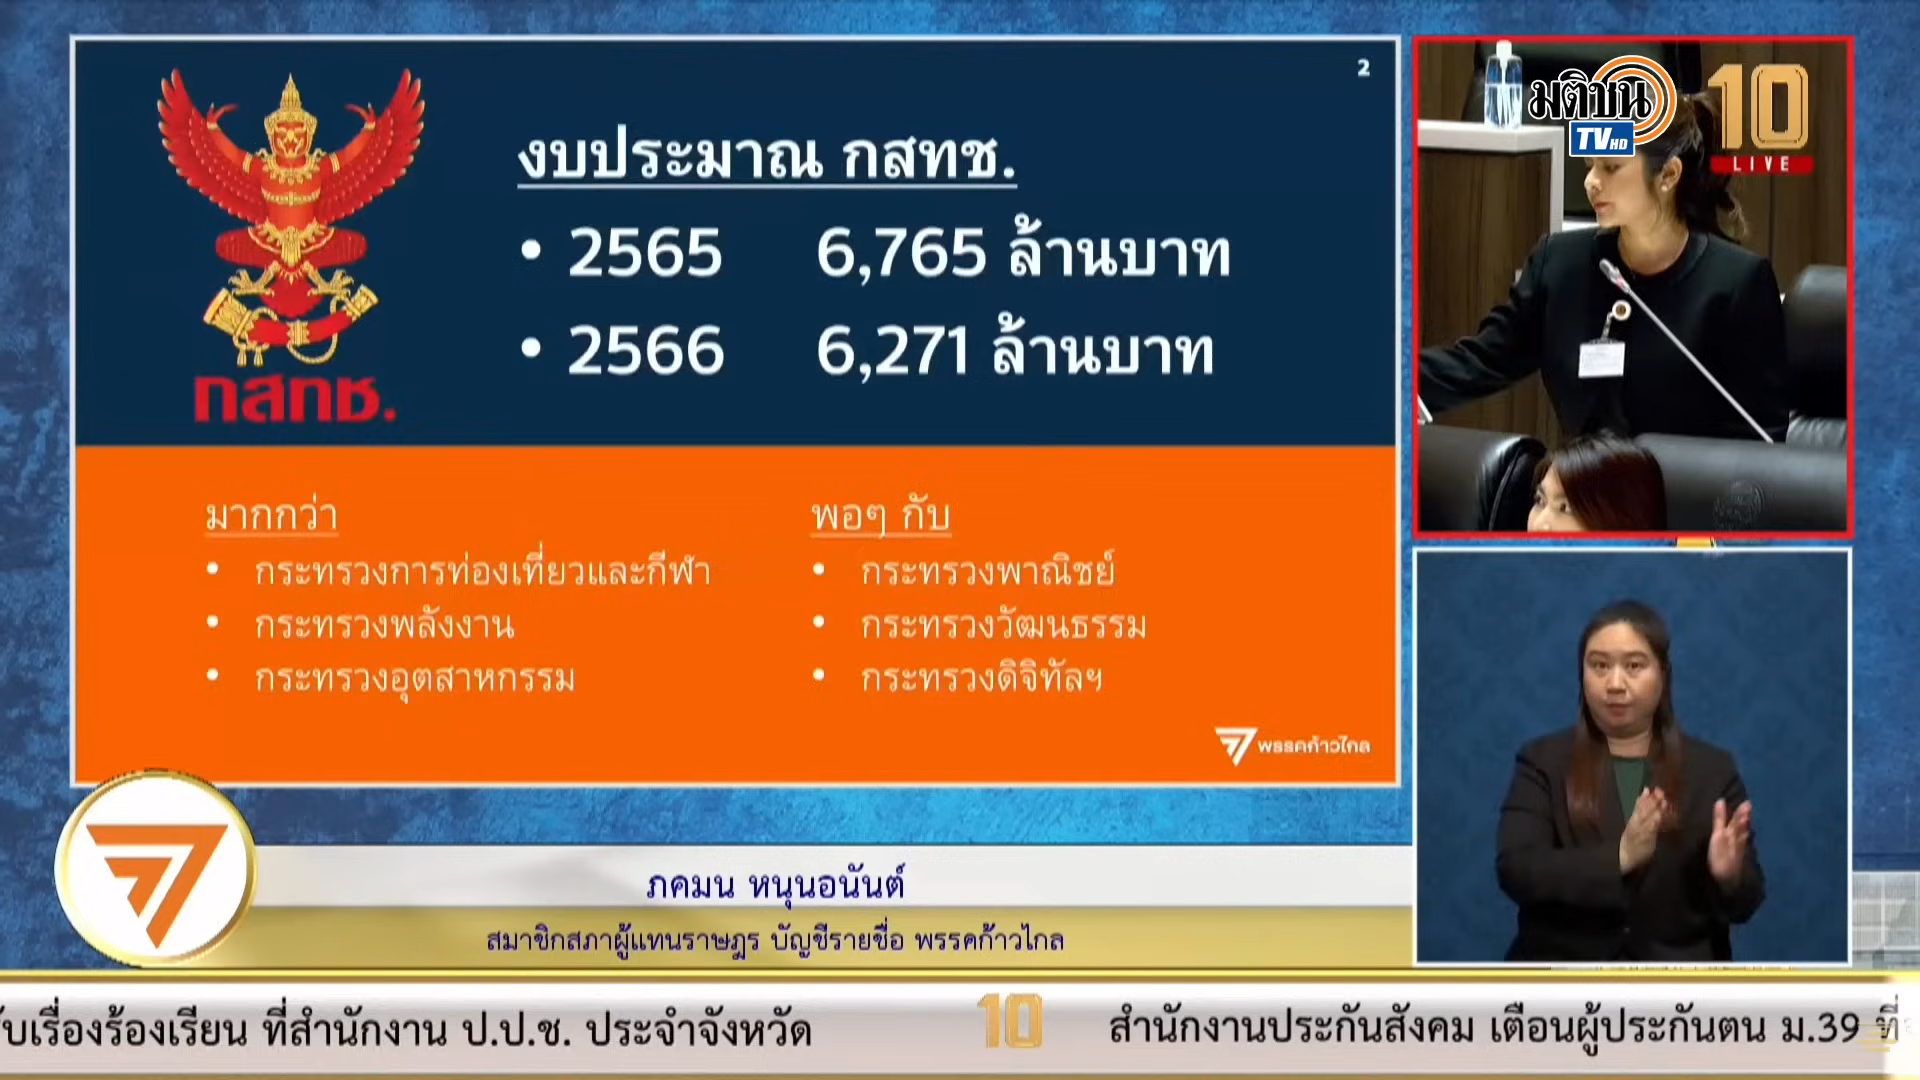 2
งบประมาณ กสทช.
• 2565 6,765 ล้านบาท
• 2566 6,271 ล้านบาท
กสทช.
มากกว่า
• กระทรวงการท่องเที่ยวและกีฬา
• กระทรวงพลังงาน
• กระทรวงอุตสาหกรรม
พอๆ กับ
• กระทรวงพาณิชย์
• กระทรวงวัฒนธรรม
• กระทรวงดิจิทัลฯ
พรรคก้าวไกล
มติชน
TV HD
10
LIVE
ภคมน หนุนอนันต์
สมาชิกสภาผู้แทนราษฎร บัญชีรายชื่อ พรรคก้าวไกล
เรื่องร้องเรียน ที่สำนักงาน ป.ป.ช. ประจำจังหวัด 10 สำนักงานประกันสังคม เตือนผู้ประกันตน ม.39 ที่